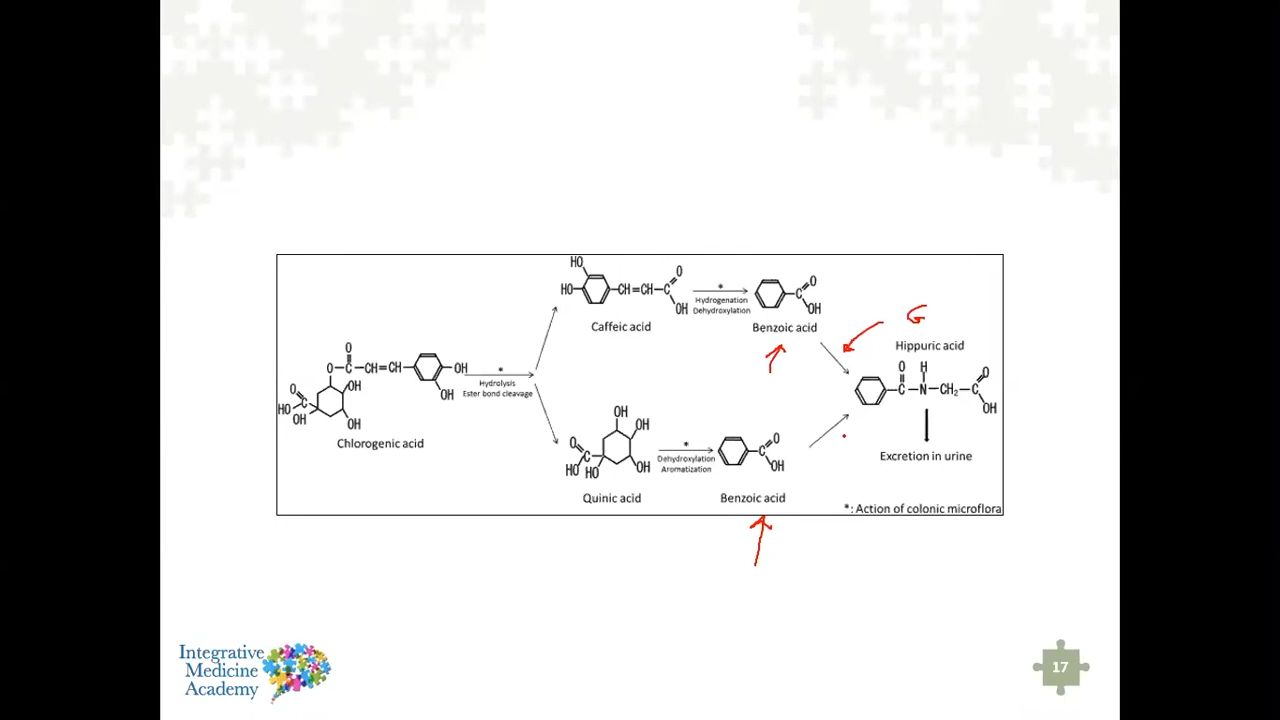 HO
HO
CH=CH
C
O
OH
Caffeic acid
*
Hydrogenation
Dehydroxylation
C
O
OH
Benzoic acid
G
Hippuric acid
O
C
H
N
CH2
C
O
OH
Excretion in urine
O
O
C
CH=CH
OH
OH
O
C
HO
OH
OH
OH
Chlorogenic acid
*
Hydrolysis
Ester bond cleavage
OH
OH
OH
O
C
HO
HO
Quinic acid
*
Dehydroxylation
Aromatization
C
O
OH
Benzoic acid
*: Action of colonic microflora
Integrative
Medicine
Academy
17